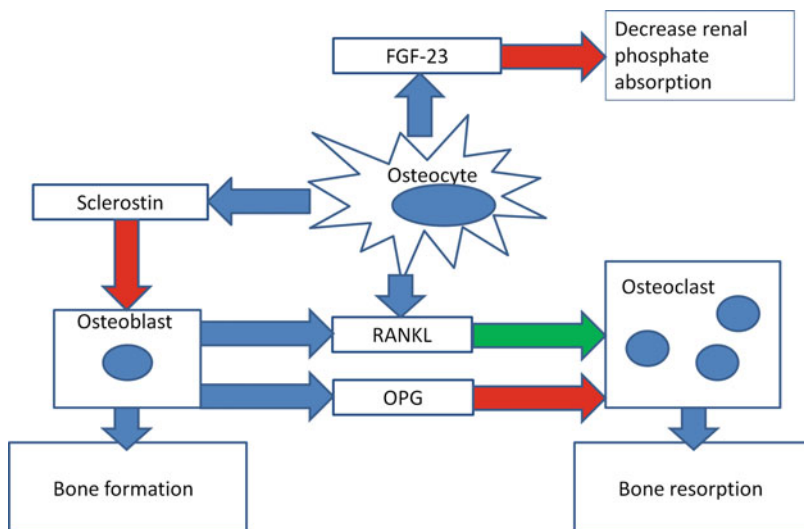 FGF-23
Decrease renal
phosphate
absorption
Osteocyte
Sclerostin
Osteoblast
RANKL
Osteoclast
OPG
Bone formation
Bone resorption